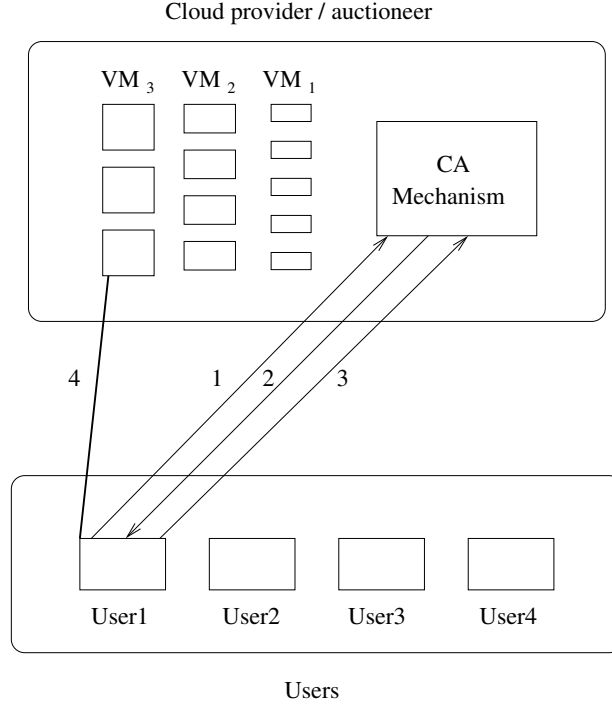 Cloud provider / auctioneer
VM 3 VM 2 VM 1
CA
Mechanism
4 1 2 3
User1 User2 User3 User4
Users